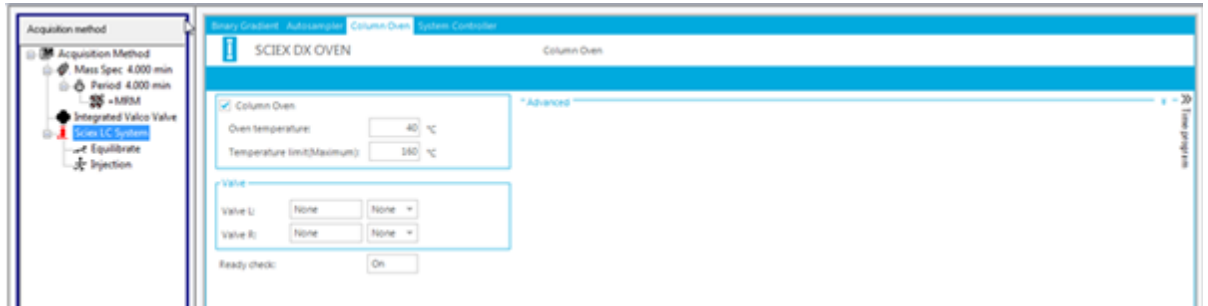 Acquisition method
Acquisition Method
Mass Spec 4.000 min
Period 4.000 min
+MRM
Integrated Valco Valve
Sciex LC System
Equilibrate
Injection
Binary Gradient Autosampler Column Oven System Controller
SCIEX DX OVEN Column Oven
Column Oven
Oven temperature: 40 °C
Temperature limit(Maximum): 160 °C
Valve
Valve L: None None
Valve R: None None
Ready check: On
Advanced
Time program